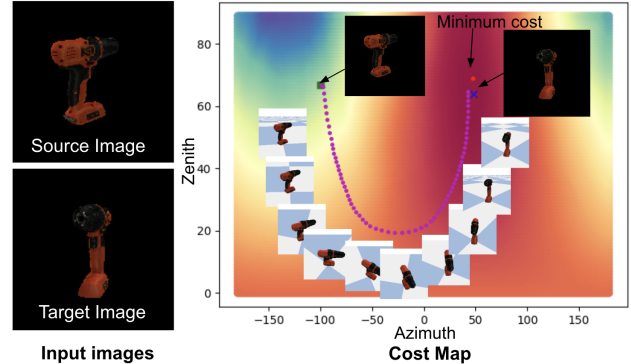 Source Image
Target Image
Input images
Minimum cost
Zenith
80
60
40
20
0
−150
−100
−50
0
50
100
150
Azimuth
Cost Map